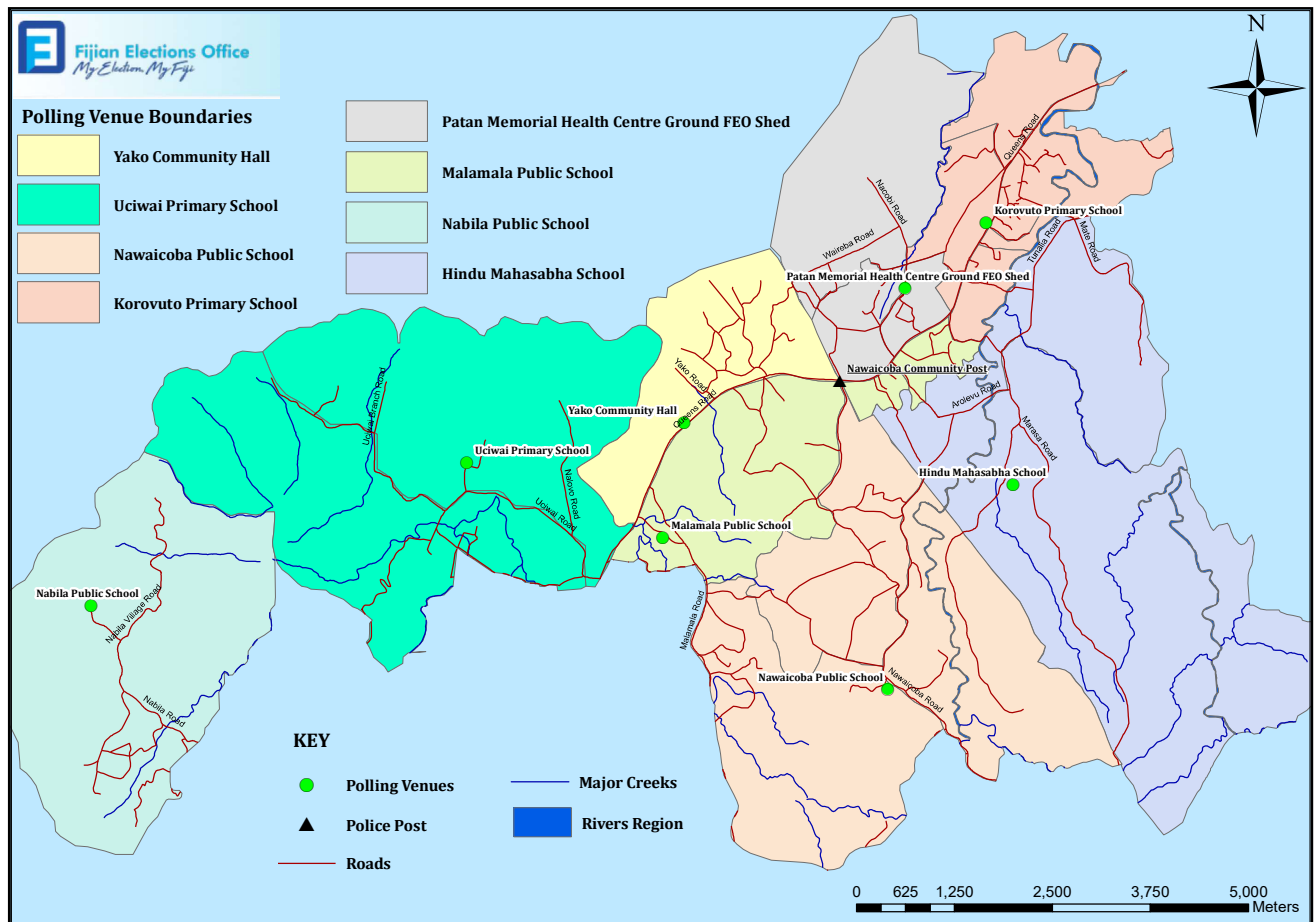 Fijian Elections Office
My Election, My Fiji
Polling Venue Boundaries
Yako Community Hall
Uciwai Primary School
Nawaicoba Public School
Korovuto Primary School
Patan Memorial Health Centre Ground FEO Shed
Malamala Public School
Nabila Public School
Hindu Mahasabha School
N
Queens Road
Nacobi Road
Korovuto Primary School
Waireba Road
Tunalia Road
Mate Road
Patan Memorial Health Centre Ground FEO Shed
Nawaicoba Community Post
Yako Road
Uciwai Branch Road
Arolevu Road
Yako Community Hall
Queens Road
Marasa Road
Uciwai Primary School
Nalovo Road
Hindu Mahasabha School
Uciwai Road
Malamala Public School
Nabila Public School
Nabila Village Road
Malamala Road
Nawaicoba Public School
Nawaicoba Road
Nabila Road
KEY
Polling Venues
Police Post
Roads
Major Creeks
Rivers Region
0 625 1,250 2,500 3,750 5,000
Meters